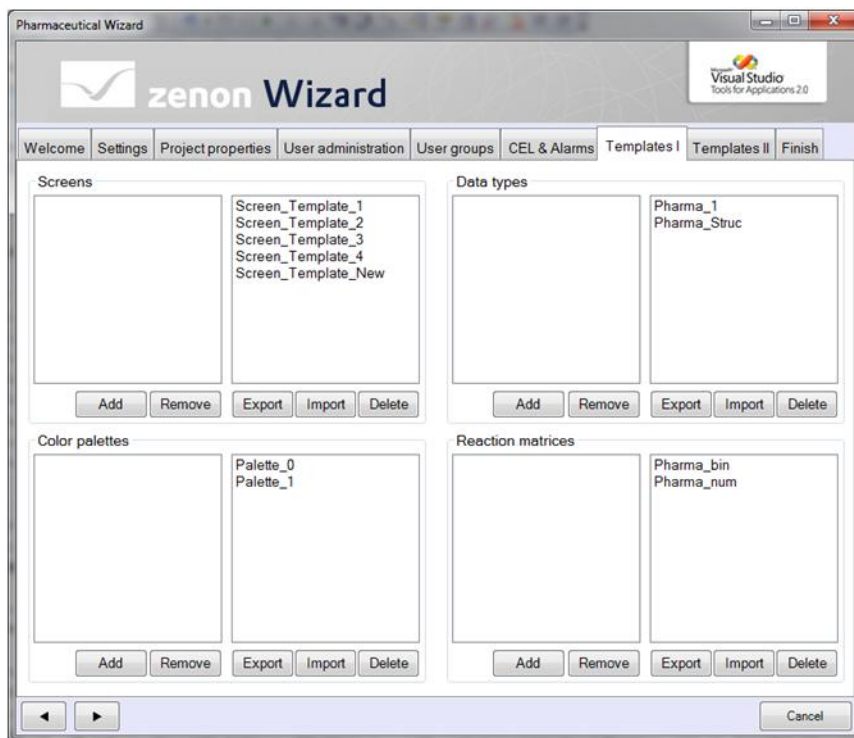 Pharmaceutical Wizard
zenon Wizard
Microsoft
Visual Studio
Tools for Applications 2.0
Welcome Settings Project properties User administration User groups CEL & Alarms Templates I Templates II Finish
Screens
Screen_Template_1
Screen_Template_2
Screen_Template_3
Screen_Template_4
Screen_Template_New
Add Remove Export Import Delete
Data types
Pharma_1
Pharma_Struc
Add Remove Export Import Delete
Color palettes
Palette_0
Palette_1
Add Remove Export Import Delete
Reaction matrices
Pharma_bin
Pharma_num
Add Remove Export Import Delete
Cancel